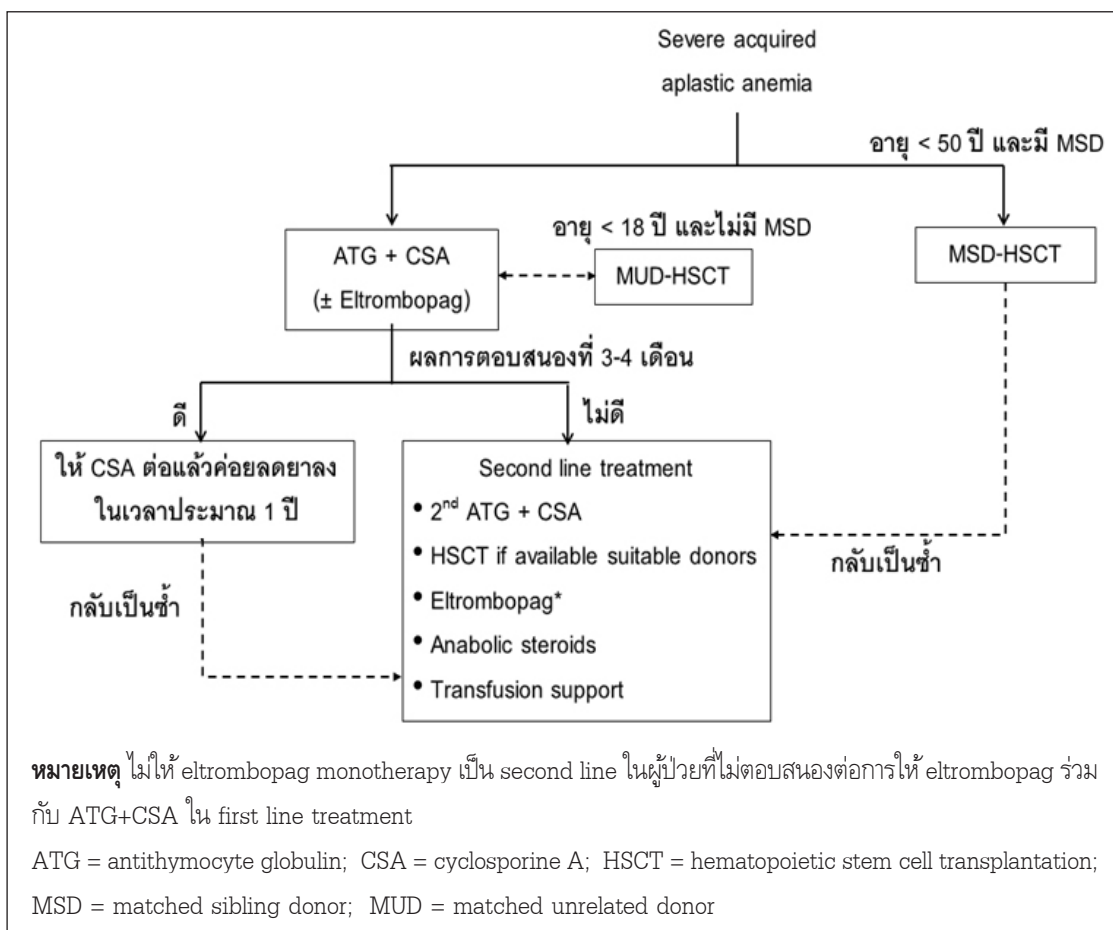 Severe acquired
aplastic anemia
อายุ < 50 ปี และมี MSD
อายุ < 18 ปี และไม่มี MSD
ATG + CSA
(± Eltrombopag)
MUD-HSCT
MSD-HSCT
ผลการตอบสนองที่ 3-4 เดือน
ดี
ไม่ดี
ให้ CSA ต่อแล้วค่อยลดยาลง
ในเวลาประมาณ 1 ปี
Second line treatment
• 2nd ATG + CSA
• HSCT if available suitable donors
• Eltrombopag*
• Anabolic steroids
• Transfusion support
กลับเป็นซ้ำ
กลับเป็นซ้ำ
หมายเหตุ ไม่ให้ eltrombopag monotherapy เป็น second line ในผู้ป่วยที่ไม่ตอบสนองต่อการให้ eltrombopag ร่วม
กับ ATG+CSA ใน first line treatment
ATG = antithymocyte globulin; CSA = cyclosporine A; HSCT = hematopoietic stem cell transplantation;
MSD = matched sibling donor; MUD = matched unrelated donor